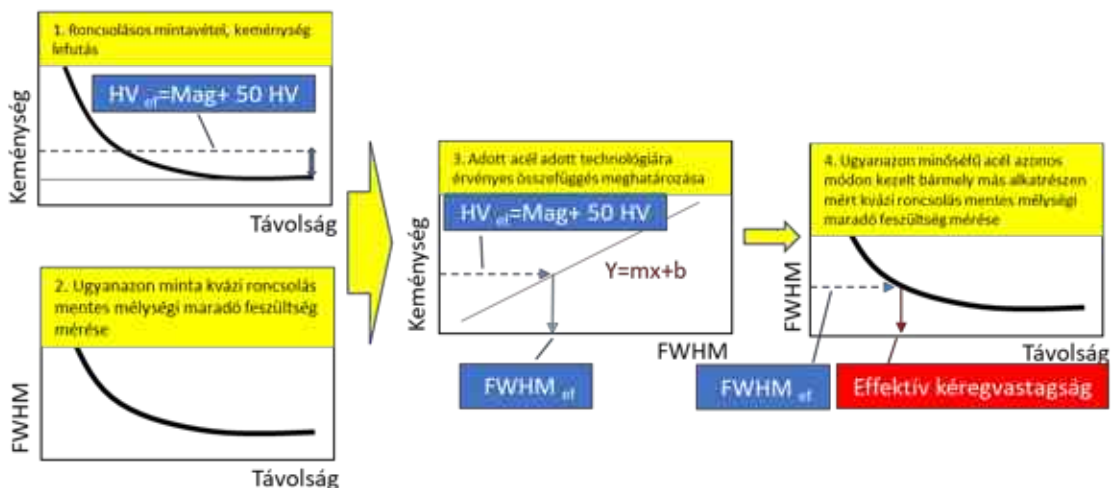 1. Roncsolásos mintavétel, keménység
lefutás
HV ef=Mag+ 50 HV
Keménység
Távolság
2. Ugyanazon minta kvázi roncsolás
mentes mélységi maradó feszültség
mérése
FWHM
Távolság
3. Adott acél adott technológiára
érvényes összefüggés meghatározása
HV ef=Mag+ 50 HV
Y=mx+b
Keménység
FWHM
FWHM ef
4. Ugyanazon minőséfű acél azonos
módon kezelt bármely más alkatrészen
mért kvázi roncsolás mentes mélységi
maradó feszültség mérése
FWHM
Távolság
FWHM ef
Effektív kéregvastagság